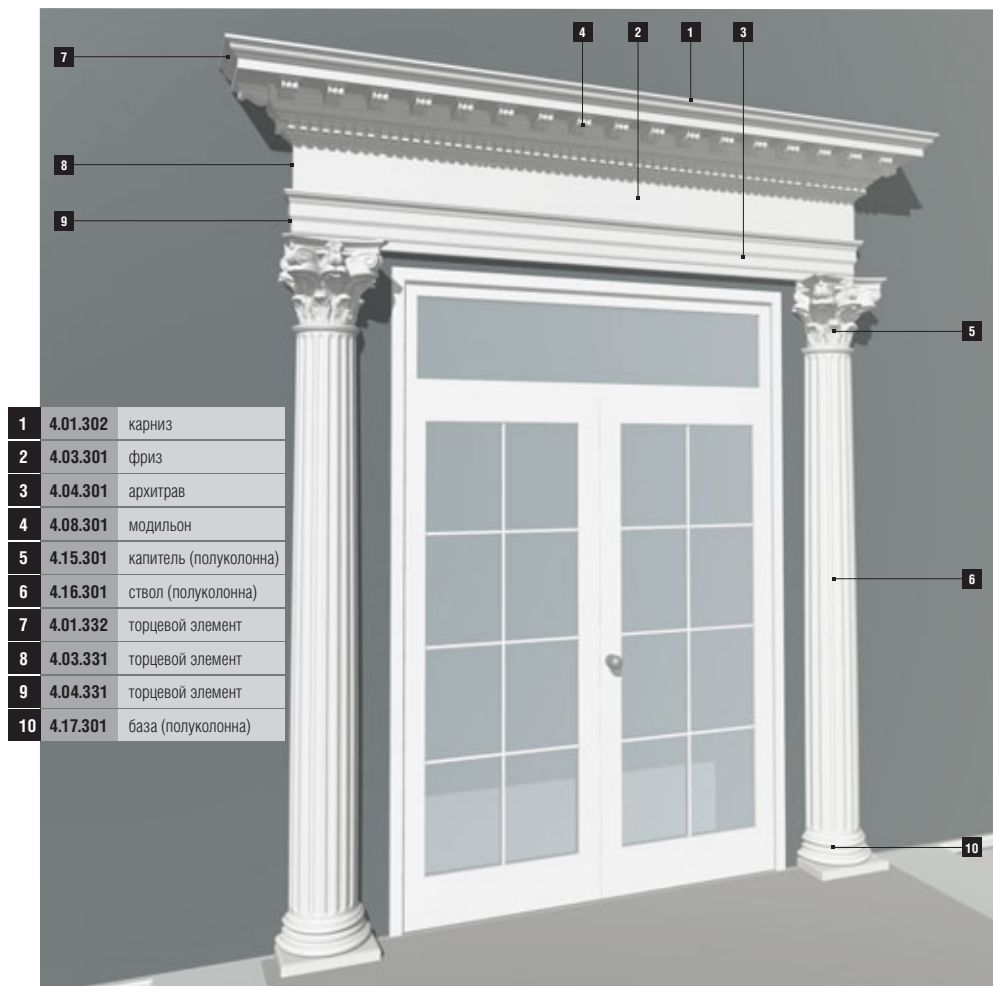 4 2 1 3
7
8
9
5
1 4.01.302 карниз
2 4.03.301 фриз
3 4.04.301 архитрав
4 4.08.301 модильон
5 4.15.301 капитель (полуколонна)
6 4.16.301 ствол (полуколонна)
7 4.01.332 торцевой элемент
8 4.03.331 торцевой элемент
9 4.04.331 торцевой элемент
10 4.17.301 база (полуколонна)
6
10